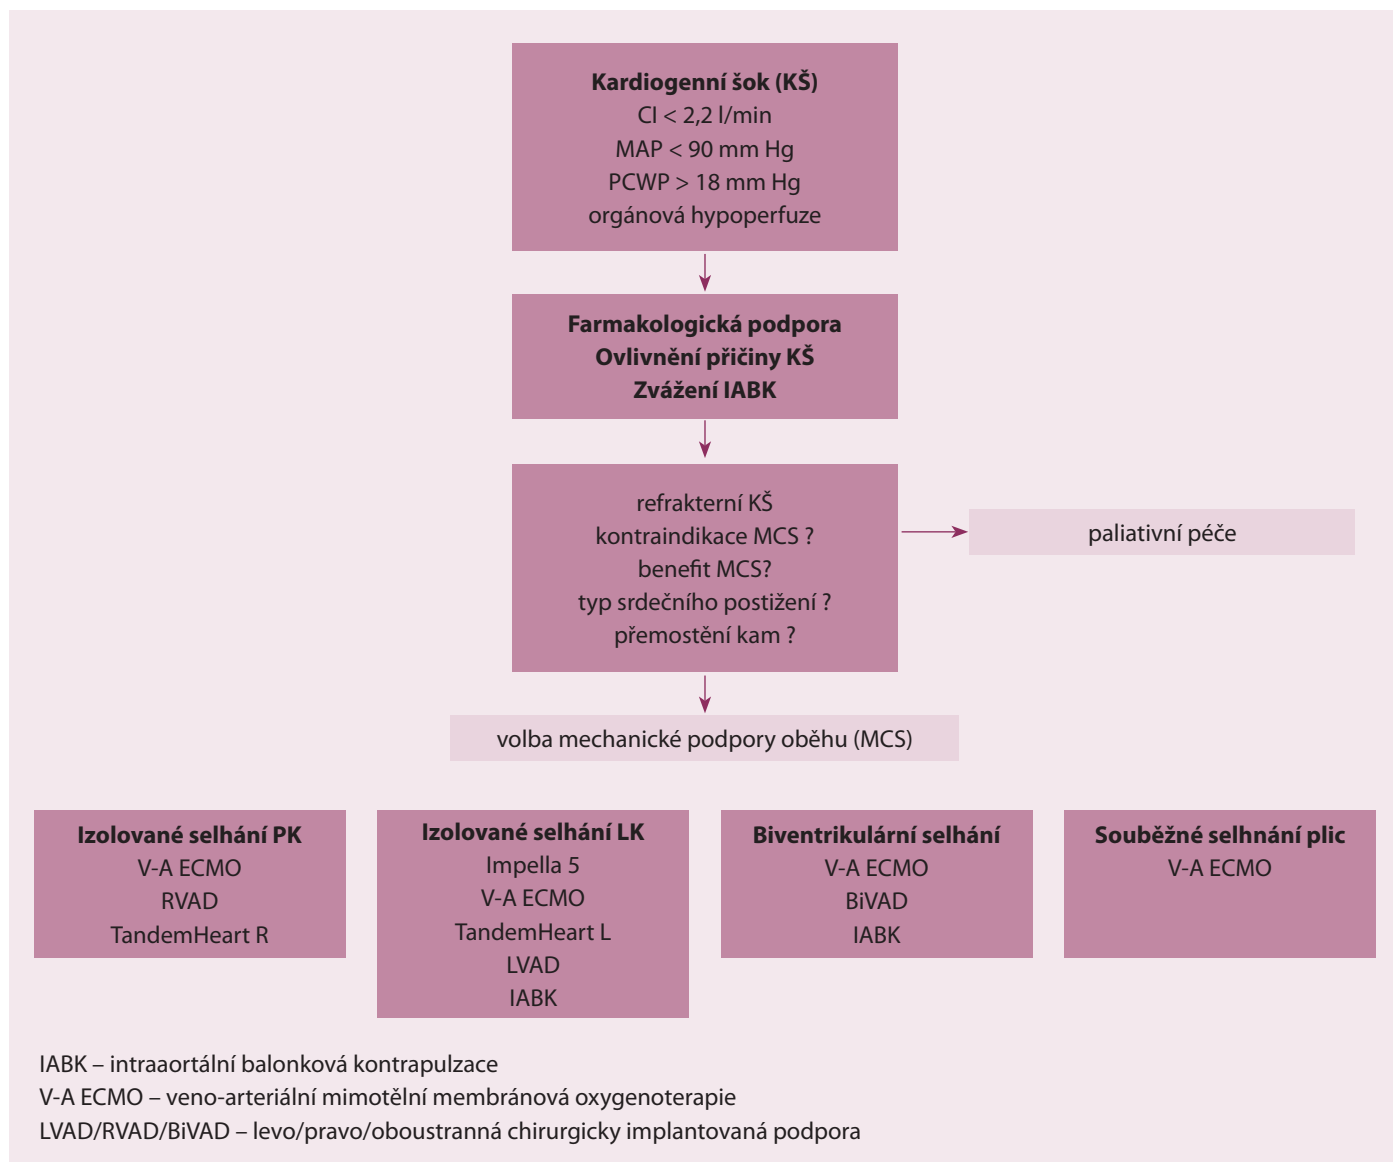 Kardiogenní šok (KŠ)
CI < 2,2 l/min
MAP < 90 mm Hg
PCWP > 18 mm Hg
orgánová hypoperfuze
Farmakologická podpora
Ovlivnění přičiny KŠ
Zvážení IABK
refrakterní KŠ
kontraindikace MCS ?
benefit MCS?
typ srdečního postižení ?
přemostění kam ?
paliativní péče
volba mechanické podpory oběhu (MCS)
Izolované selhání PK
V-A ECMO
RVAD
TandemHeart R
Izolované selhání LK
Impella 5
V-A ECMO
TandemHeart L
LVAD
IABK
Biventrikulární selhání
V-A ECMO
BiVAD
IABK
Souběžné selhnání plic
V-A ECMO
IABK – intraaortální balonková kontrapulzace
V-A ECMO – veno-arteriální mimotělní membránová oxygenoterapie
LVAD/RVAD/BiVAD – levo/pravo/oboustranná chirurgicky implantovaná podpora